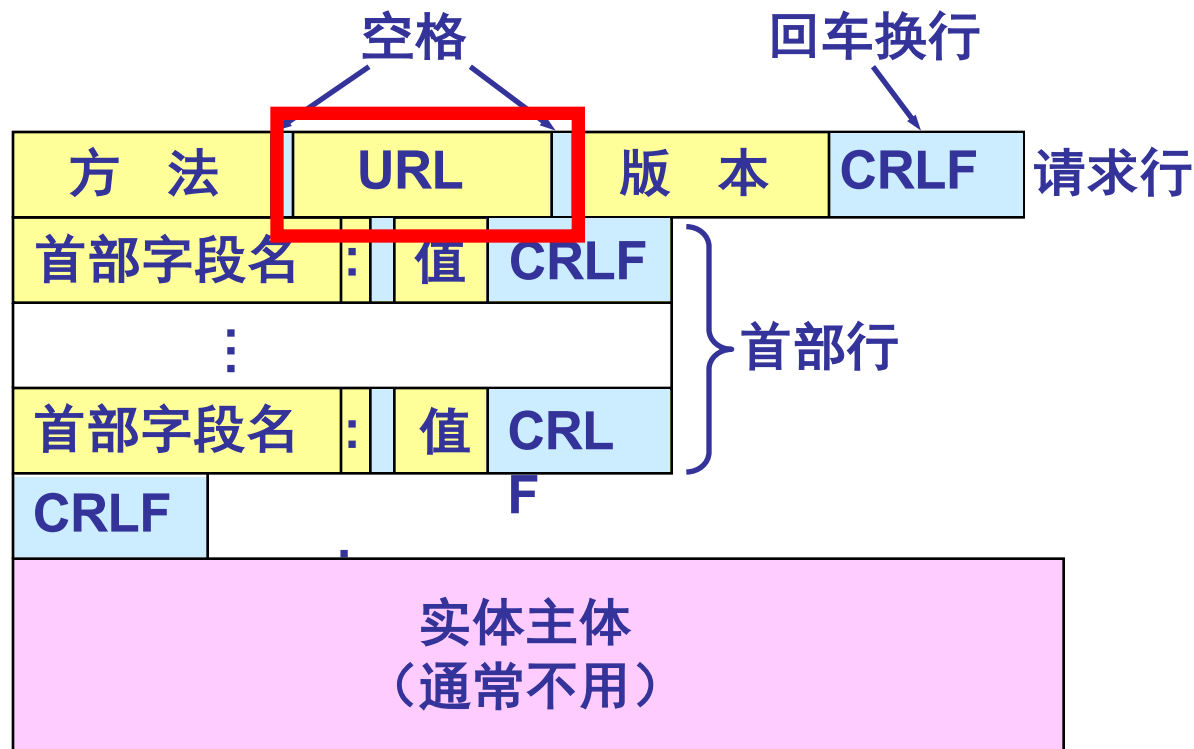 空格 回车换行
方 法 URL 版 本 CRLF 请求行
首部字段名 : 值 CRLF
⋮ 首部行
首部字段名 : 值 CRL
F
CRLF
实体主体
（通常不用）